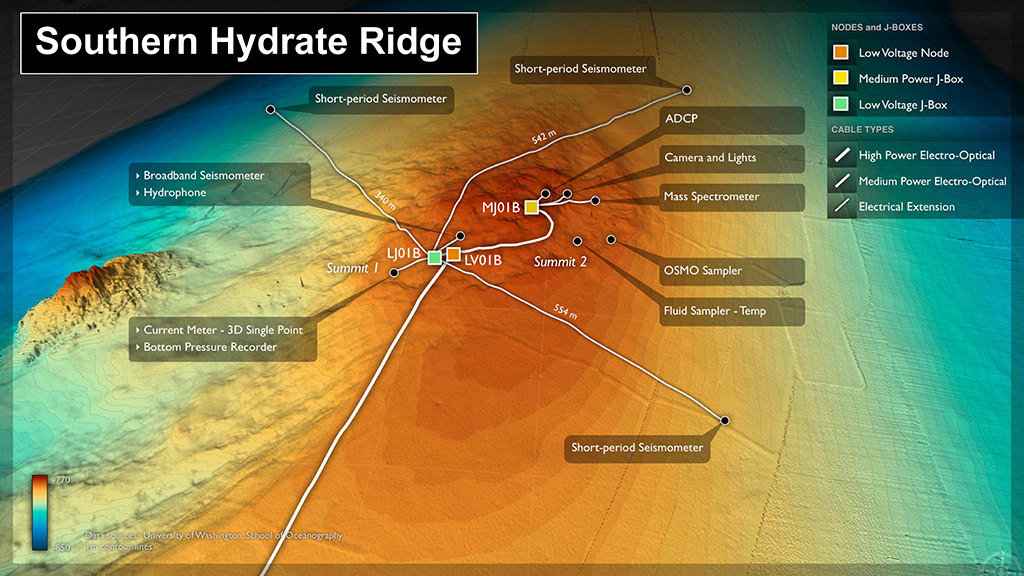 Southern Hydrate Ridge
NODES and J-BOXES
Low Voltage Node
Medium Power J-Box
Low Voltage J-Box
CABLE TYPES
High Power Electro-Optical
Medium Power Electro-Optical
Electrical Extension
Short-period Seismometer
Short-period Seismometer
ADCP
Camera and Lights
Mass Spectrometer
542 m
Broadband Seismometer
Hydrophone
340 m
MJ01B
LJ01B
LV01B
Summit 1
Summit 2
OSMO Sampler
Fluid Sampler - Temp
554 m
Current Meter - 3D Single Point
Bottom Pressure Recorder
Short-period Seismometer
-770
-850
Data sources: University of Washington, School of Oceanography
1m contour lines